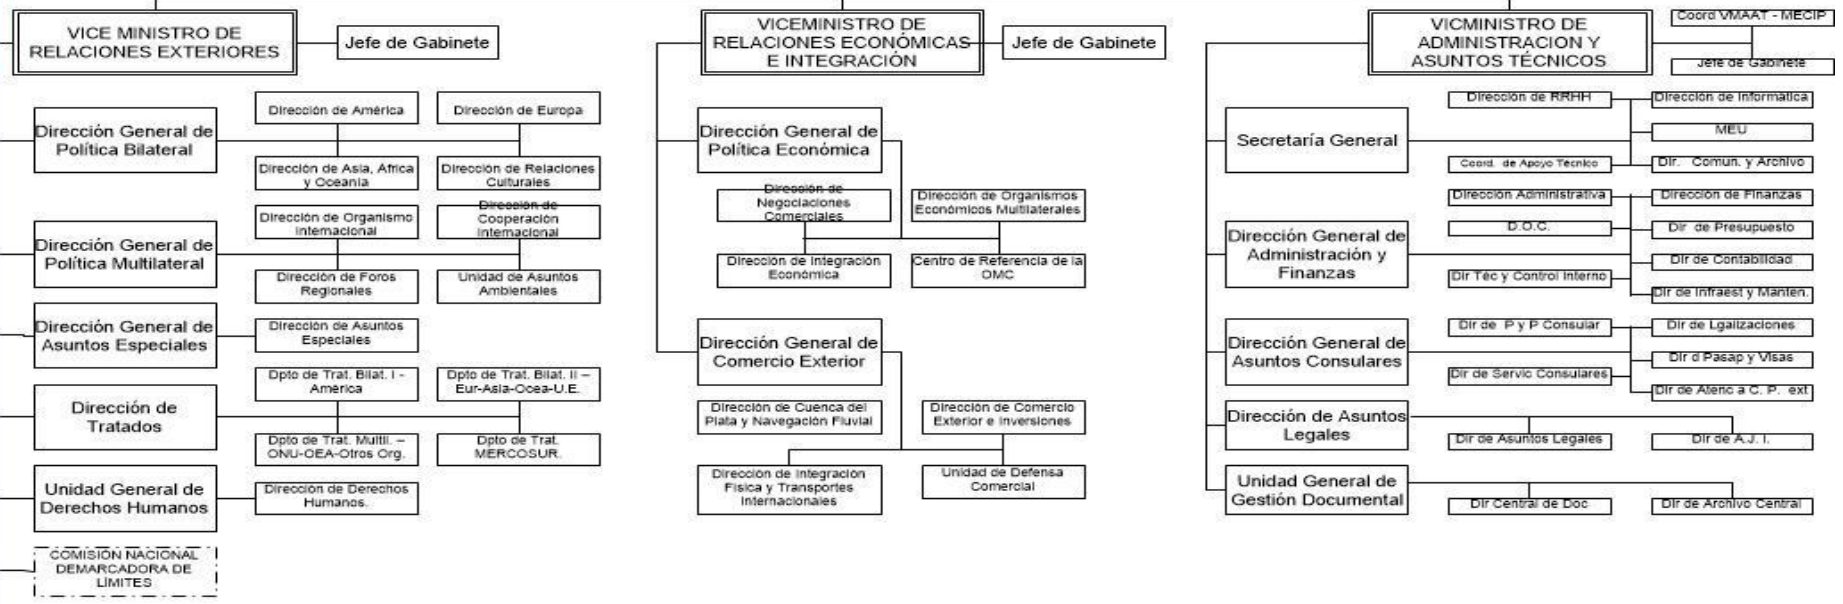 VICE MINISTRO DE
RELACIONES EXTERIORES
Jefe de Gabinete
Dirección General de
Política Bilateral
Dirección de América
Dirección de Europa
Dirección de Asia, Africa
y Oceanía
Dirección de Relaciones
Culturales
Dirección General de
Política Multilateral
Dirección de Organismo
Internacional
Dirección de
Cooperación
Internacional
Dirección de Foros
Regionales
Unidad de Asuntos
Ambientales
Dirección General de
Asuntos Especiales
Dirección de Asuntos
Especiales
Dirección de
Tratados
Dpto de Trat. Bilat. I -
América
Dpto de Trat. Bilat. II –
Eur-Asia-Ocea-U.E.
Dpto de Trat. Multil. –
ONU-OEA-Otros Org.
Dpto de Trat.
MERCOSUR.
Unidad General de
Derechos Humanos
Dirección de Derechos
Humanos.
COMISIÓN NACIONAL
DEMARCADORA DE
LÍMITES
VICEMINISTRO DE
RELACIONES ECONÓMICAS
E INTEGRACIÓN
Jefe de Gabinete
Dirección General de
Política Económica
Dirección de
Negociaciones
Comerciales
Dirección de Organismos
Económicos Multilaterales
Dirección de Integración
Económica
Centro de Referencia de la
OMC
Dirección General de
Comercio Exterior
Dirección de Cuenca del
Plata y Navegación Fluvial
Dirección de Comercio
Exterior e Inversiones
Dirección de Integración
Física y Transportes
Internacionales
Unidad de Defensa
Comercial
VICMINISTRO DE
ADMINISTRACION Y
ASUNTOS TÉCNICOS
Coord VMAAT - MECIP
Jefe de Gabinete
Secretaría General
Dirección de RRHH
Dirección de Informática
MEU
Coord. de Apoyo Técnico
Dir. Comun. y Archivo
Dirección General de
Administración y
Finanzas
Dirección Administrativa
Dirección de Finanzas
D.O.C.
Dir de Presupuesto
Dir de Contabilidad
Dir Téc y Control Interno
Dir de Infraest y Manten.
Dirección General de
Asuntos Consulares
Dir de P y P Consular
Dir de Lgalizaciones
Dir d Pasap y Visas
Dir de Servic Consulares
Dir de Atenc a C. P. ext
Dirección de Asuntos
Legales
Dir de Asuntos Legales
Dir de A.J. I.
Unidad General de
Gestión Documental
Dir Central de Doc
Dir de Archivo Central